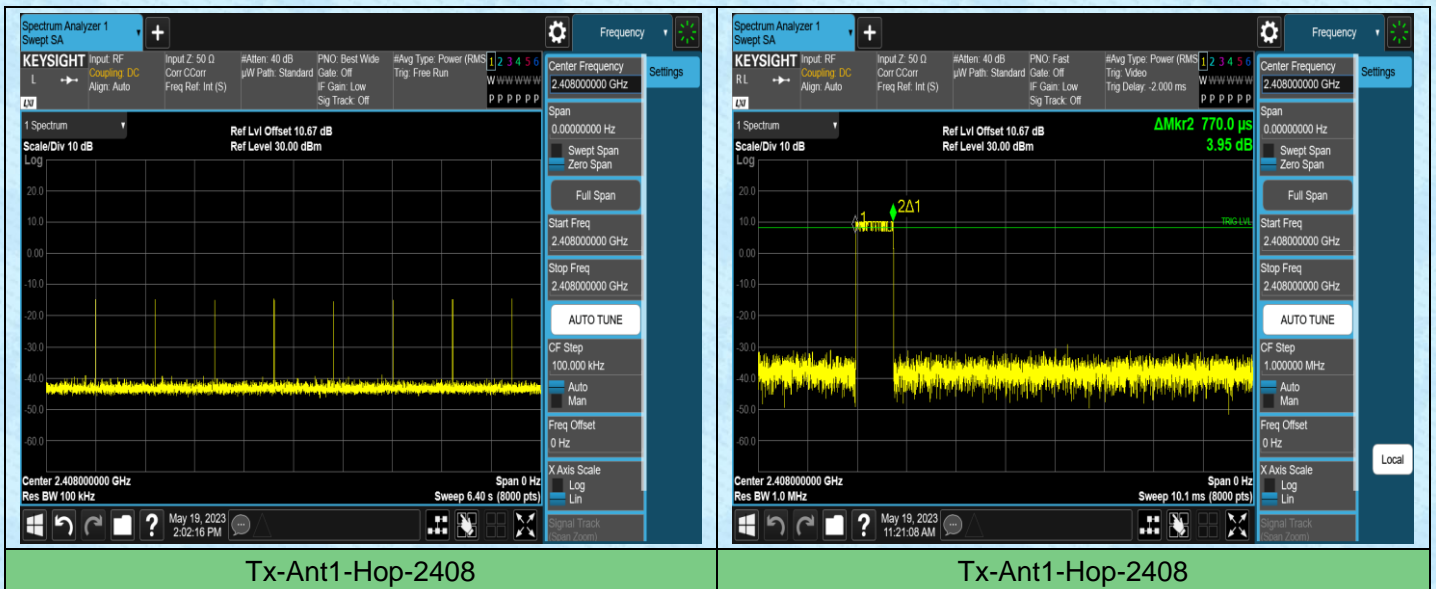 Spectrum Analyzer 1
Swept SA
Frequency
KEYSIGHT
L
LXI
Input: RF
Coupling: DC
Align: Auto
Input Z: 50 Ω
Corr CCorr
Freq Ref: Int (S)
#Atten: 40 dB
µW Path: Standard
PNO: Best Wide
Gate: Off
IF Gain: Low
Sig Track: Off
#Avg Type: Power (RMS
Trig: Free Run
1 2 3 4 5 6
W W W W W W
P P P P P P
Center Frequency
2.408000000 GHz
Settings
Span
0.00000000 Hz
Swept Span
Zero Span
Full Span
Start Freq
2.408000000 GHz
Stop Freq
2.408000000 GHz
AUTO TUNE
CF Step
100.000 kHz
Auto
Man
Freq Offset
0 Hz
X Axis Scale
Log
Lin
Signal Track
(Span Zoom)
1 Spectrum
Scale/Div 10 dB
Log
Ref Lvl Offset 10.67 dB
Ref Level 30.00 dBm
20.0
10.0
0.00
-10.0
-20.0
-30.0
-40.0
-50.0
-60.0
Center 2.408000000 GHz
Res BW 100 kHz
Span 0 Hz
Sweep 6.40 s (8000 pts)
May 19, 2023
2:02:16 PM
Tx-Ant1-Hop-2408
Spectrum Analyzer 1
Swept SA
Frequency
KEYSIGHT
R L
LXI
Input: RF
Coupling: DC
Align: Auto
Input Z: 50 Ω
Corr CCorr
Freq Ref: Int (S)
#Atten: 40 dB
µW Path: Standard
PNO: Fast
Gate: Off
IF Gain: Low
Sig Track: Off
#Avg Type: Power (RMS
Trig: Video
Trig Delay: -2.000 ms
1 2 3 4 5 6
W W W W W W
P P P P P P
Center Frequency
2.408000000 GHz
Settings
Span
0.00000000 Hz
Swept Span
Zero Span
Full Span
Start Freq
2.408000000 GHz
Stop Freq
2.408000000 GHz
AUTO TUNE
CF Step
1.000000 MHz
Auto
Man
Freq Offset
0 Hz
X Axis Scale
Log
Lin
Signal Track
(Span Zoom)
Local
1 Spectrum
Scale/Div 10 dB
Log
Ref Lvl Offset 10.67 dB
Ref Level 30.00 dBm
ΔMkr2 770.0 µs
3.95 dB
1
2Δ1
TRIG LVL
20.0
10.0
0.00
-10.0
-20.0
-30.0
-40.0
-50.0
-60.0
Center 2.408000000 GHz
Res BW 1.0 MHz
Span 0 Hz
Sweep 10.1 ms (8000 pts)
May 19, 2023
11:21:08 AM
Tx-Ant1-Hop-2408